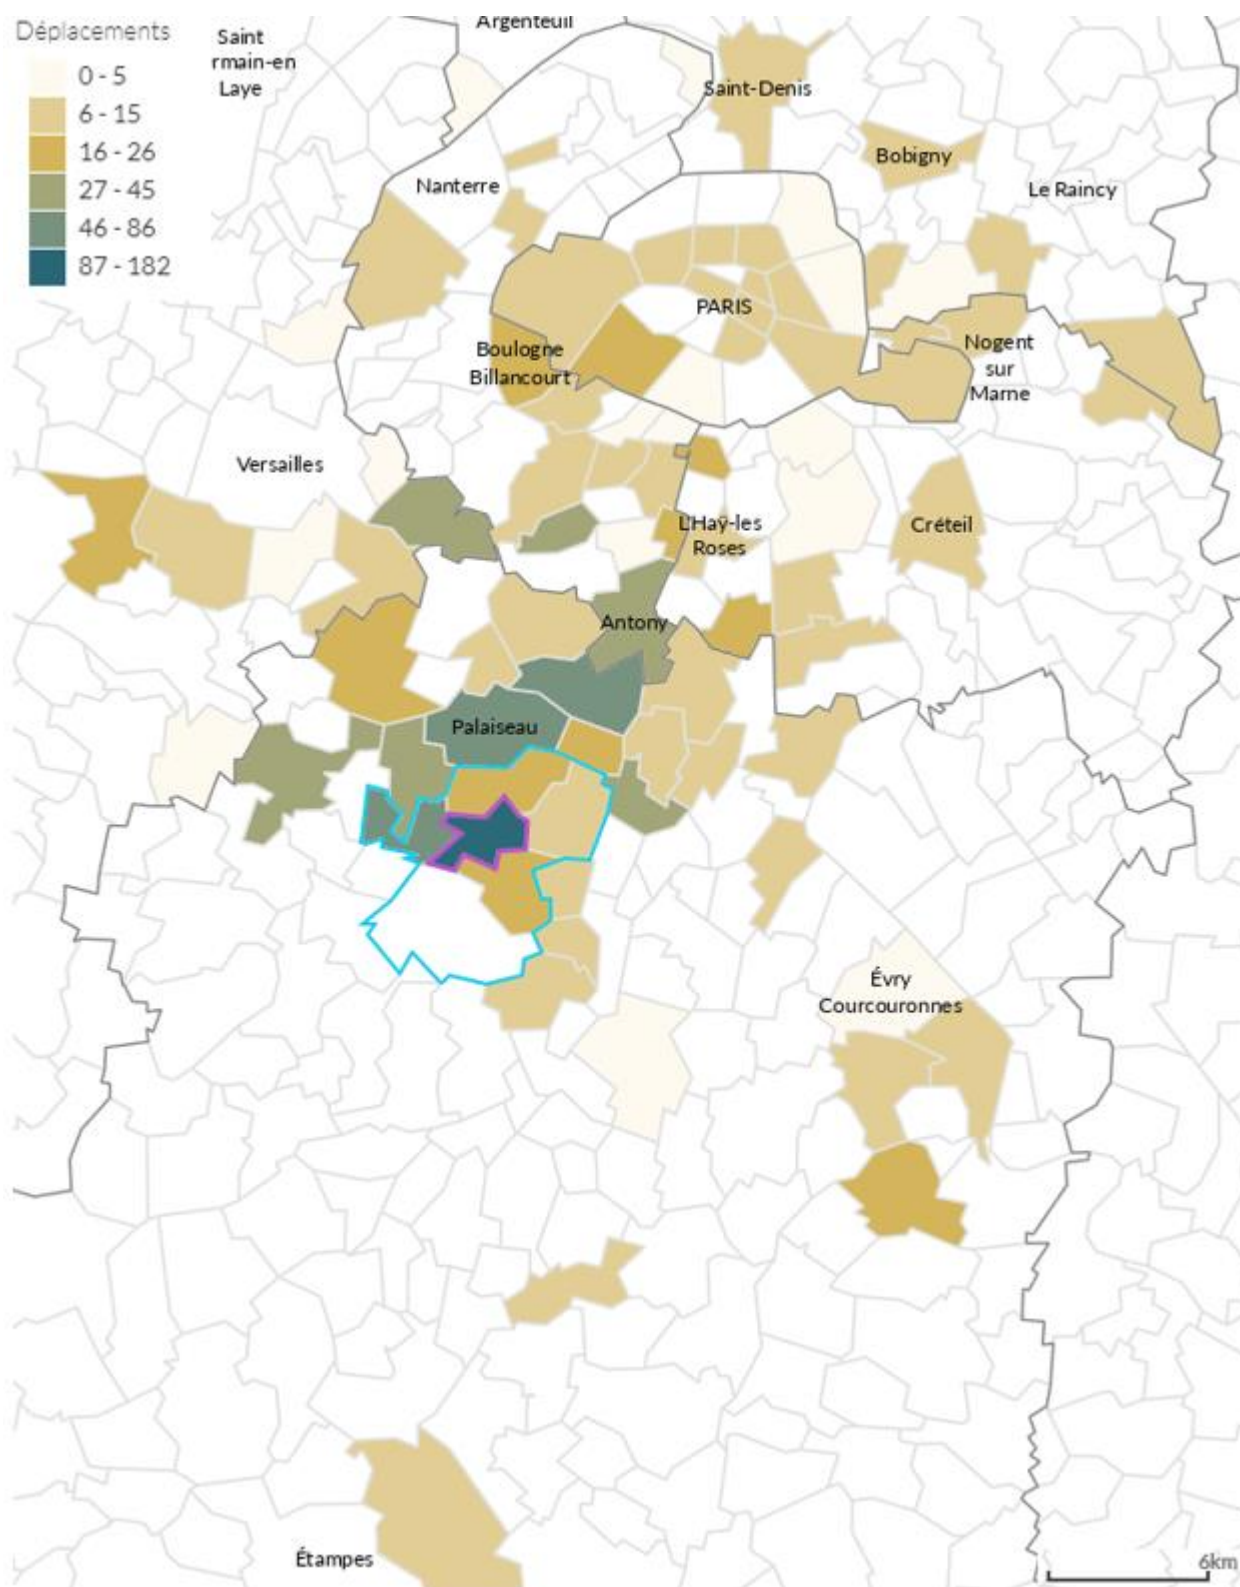 Déplacements
0 - 5
6 - 15
16 - 26
27 - 45
46 - 86
87 - 182
Saint
rmain-en
Laye
Argenteuil
Saint-Denis
Bobigny
Nanterre
Le Raincy
PARIS
Boulogne
Billancourt
Nogent
sur
Marne
Versailles
L'Haÿ-les
Roses
Créteil
Antony
Palaiseau
Évry
Courcouronnes
Étampes
6km